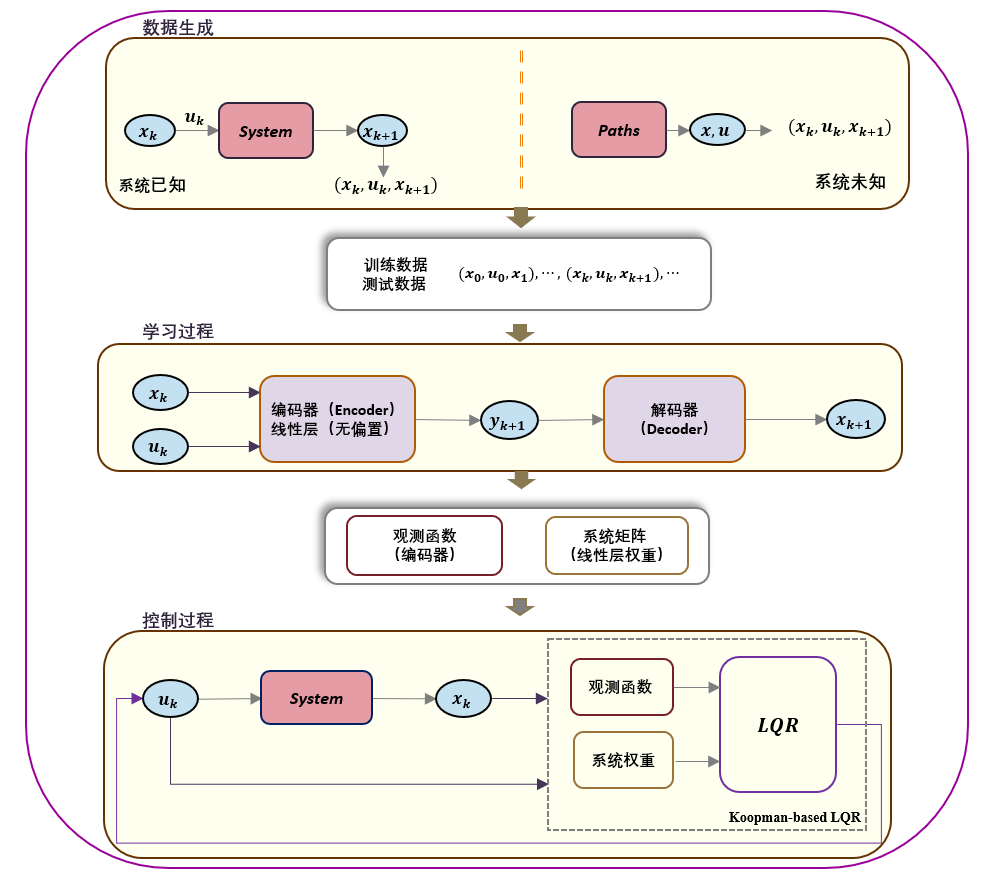 数据生成
x_k
u_k
System
x_{k+1}
(x_k, u_k, x_{k+1})
系统已知
Paths
x, u
(x_k, u_k, x_{k+1})
系统未知
训练数据
测试数据
(x_0, u_0, x_1), ⋯ , (x_k, u_k, x_{k+1}), ⋯
学习过程
x_k
u_k
编码器（Encoder）
线性层（无偏置）
y_{k+1}
解码器
（Decoder）
x_{k+1}
观测函数
（编码器）
系统矩阵
（线性层权重）
控制过程
u_k
System
x_k
观测函数
系统权重
LQR
Koopman-based LQR